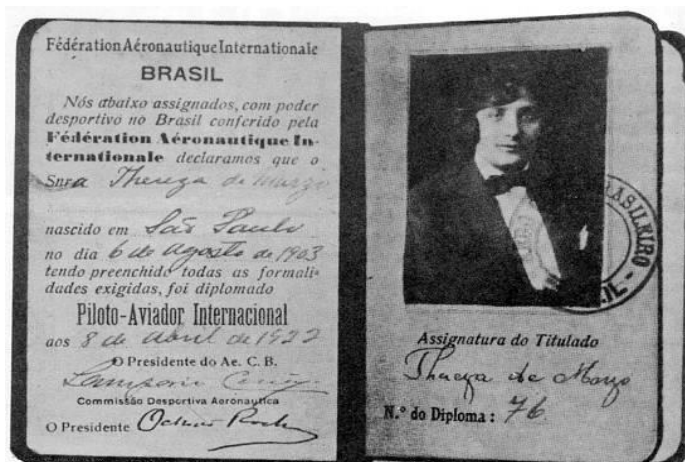 Fédération Aéronautique Internationale
BRASIL
Nós abaixo assignados, com poder
desportivo no Brasil conferido pela
Fédération Aéronautique In-
ternationale declaramos que o
Snra Thereza de Marzo
nascido em São Paulo
no dia 6 de agosto de 1903
tendo preenchido todas as formali-
dades exigidas, foi diplomado
Piloto-Aviador Internacional
aos 8 de abril de 1922
O Presidente do Ae. C. B.
Commissão Desportiva Aeronautica
O Presidente
BRASILEIRO
Assignatura do Titulado
Thereza de Marzo
N.º do Diploma: 76